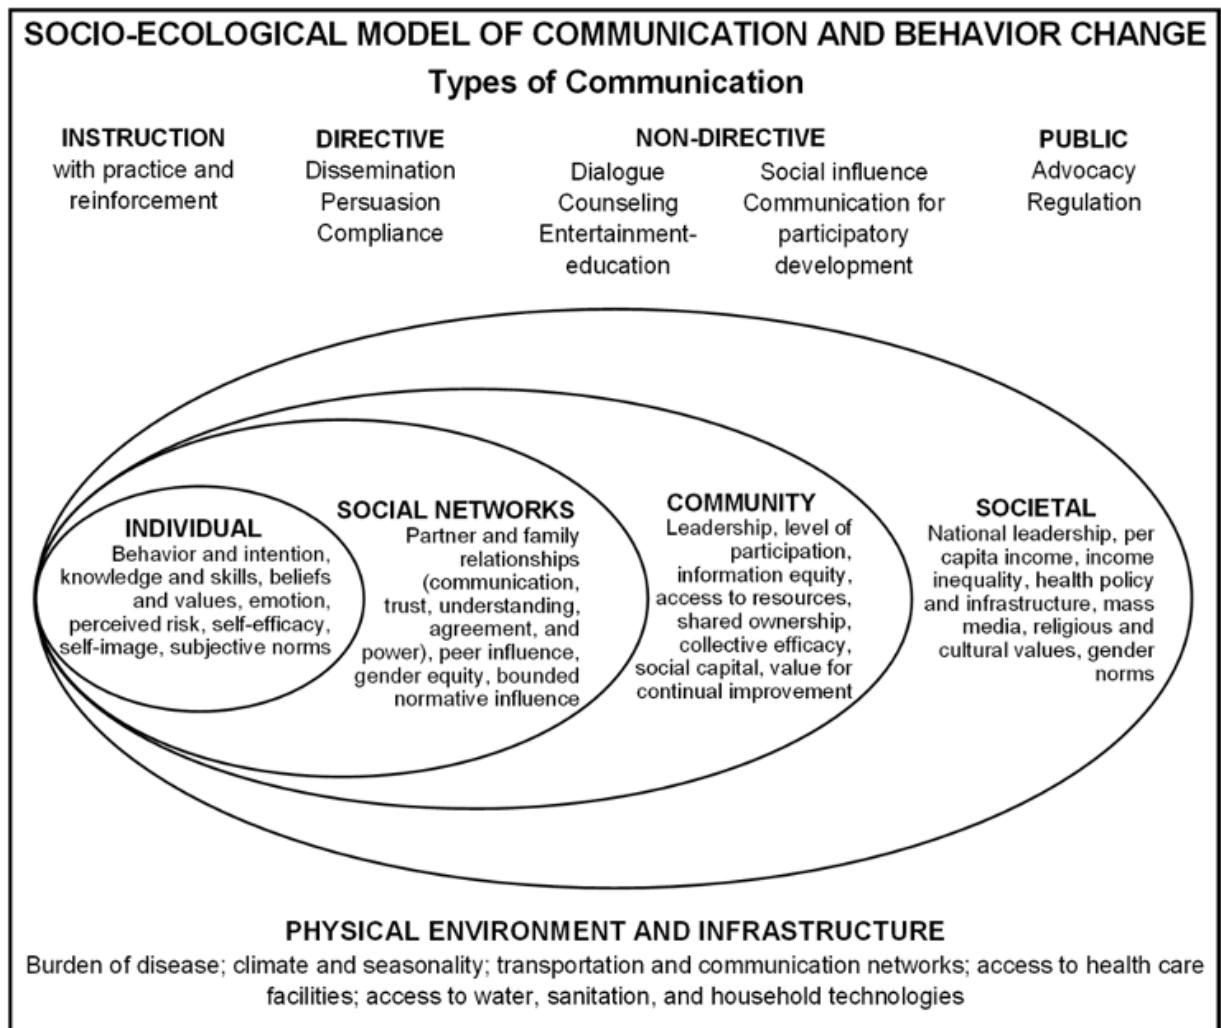 SOCIO-ECOLOGICAL MODEL OF COMMUNICATION AND BEHAVIOR CHANGE
Types of Communication
INSTRUCTION
with practice and
reinforcement
DIRECTIVE
Dissemination
Persuasion
Compliance
NON-DIRECTIVE
Dialogue
Counseling
Entertainment-
education
Social influence
Communication for
participatory
development
PUBLIC
Advocacy
Regulation
INDIVIDUAL
Behavior and intention,
knowledge and skills, beliefs
and values, emotion,
perceived risk, self-efficacy,
self-image, subjective norms
SOCIAL NETWORKS
Partner and family
relationships
(communication,
trust, understanding,
agreement, and
power), peer influence,
gender equity, bounded
normative influence
COMMUNITY
Leadership, level of
participation,
information equity,
access to resources,
shared ownership,
collective efficacy,
social capital, value for
continual improvement
SOCIETAL
National leadership, per
capita income, income
inequality, health policy
and infrastructure, mass
media, religious and
cultural values, gender
norms
PHYSICAL ENVIRONMENT AND INFRASTRUCTURE
Burden of disease; climate and seasonality; transportation and communication networks; access to health care
facilities; access to water, sanitation, and household technologies